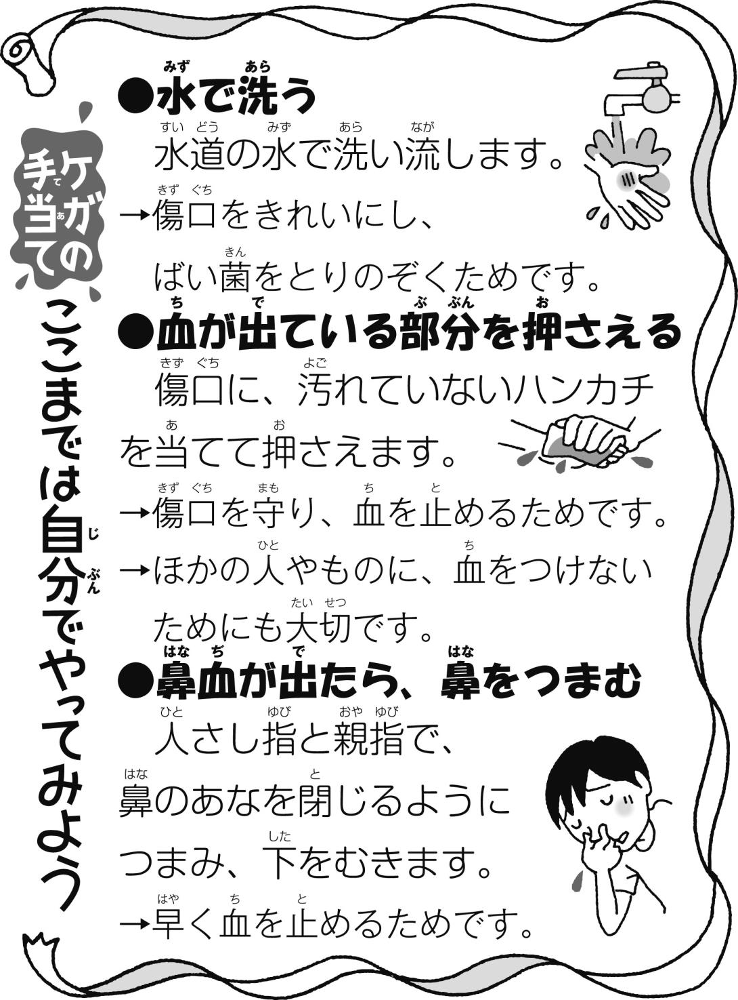 ケガの
手当て
ここまでは自分でやってみよう
●水で洗う
水道の水で洗い流します。
→傷口をきれいにし、
ばい菌をとりのぞくためです。
●血が出ている部分を押さえる
傷口に、汚れていないハンカチ
を当てて押さえます。
→傷口を守り、血を止めるためです。
→ほかの人やものに、血をつけない
ためにも大切です。
●鼻血が出たら、鼻をつまむ
人さし指と親指で、
鼻のあなを閉じるように
つまみ、下をむきます。
→早く血を止めるためです。